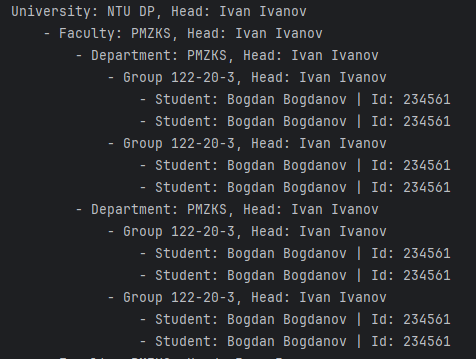 University: NTU DP, Head: Ivan Ivanov
- Faculty: PMZKS, Head: Ivan Ivanov
- Department: PMZKS, Head: Ivan Ivanov
- Group 122-20-3, Head: Ivan Ivanov
- Student: Bogdan Bogdanov | Id: 234561
- Student: Bogdan Bogdanov | Id: 234561
- Group 122-20-3, Head: Ivan Ivanov
- Student: Bogdan Bogdanov | Id: 234561
- Student: Bogdan Bogdanov | Id: 234561
- Department: PMZKS, Head: Ivan Ivanov
- Group 122-20-3, Head: Ivan Ivanov
- Student: Bogdan Bogdanov | Id: 234561
- Student: Bogdan Bogdanov | Id: 234561
- Group 122-20-3, Head: Ivan Ivanov
- Student: Bogdan Bogdanov | Id: 234561
- Student: Bogdan Bogdanov | Id: 234561